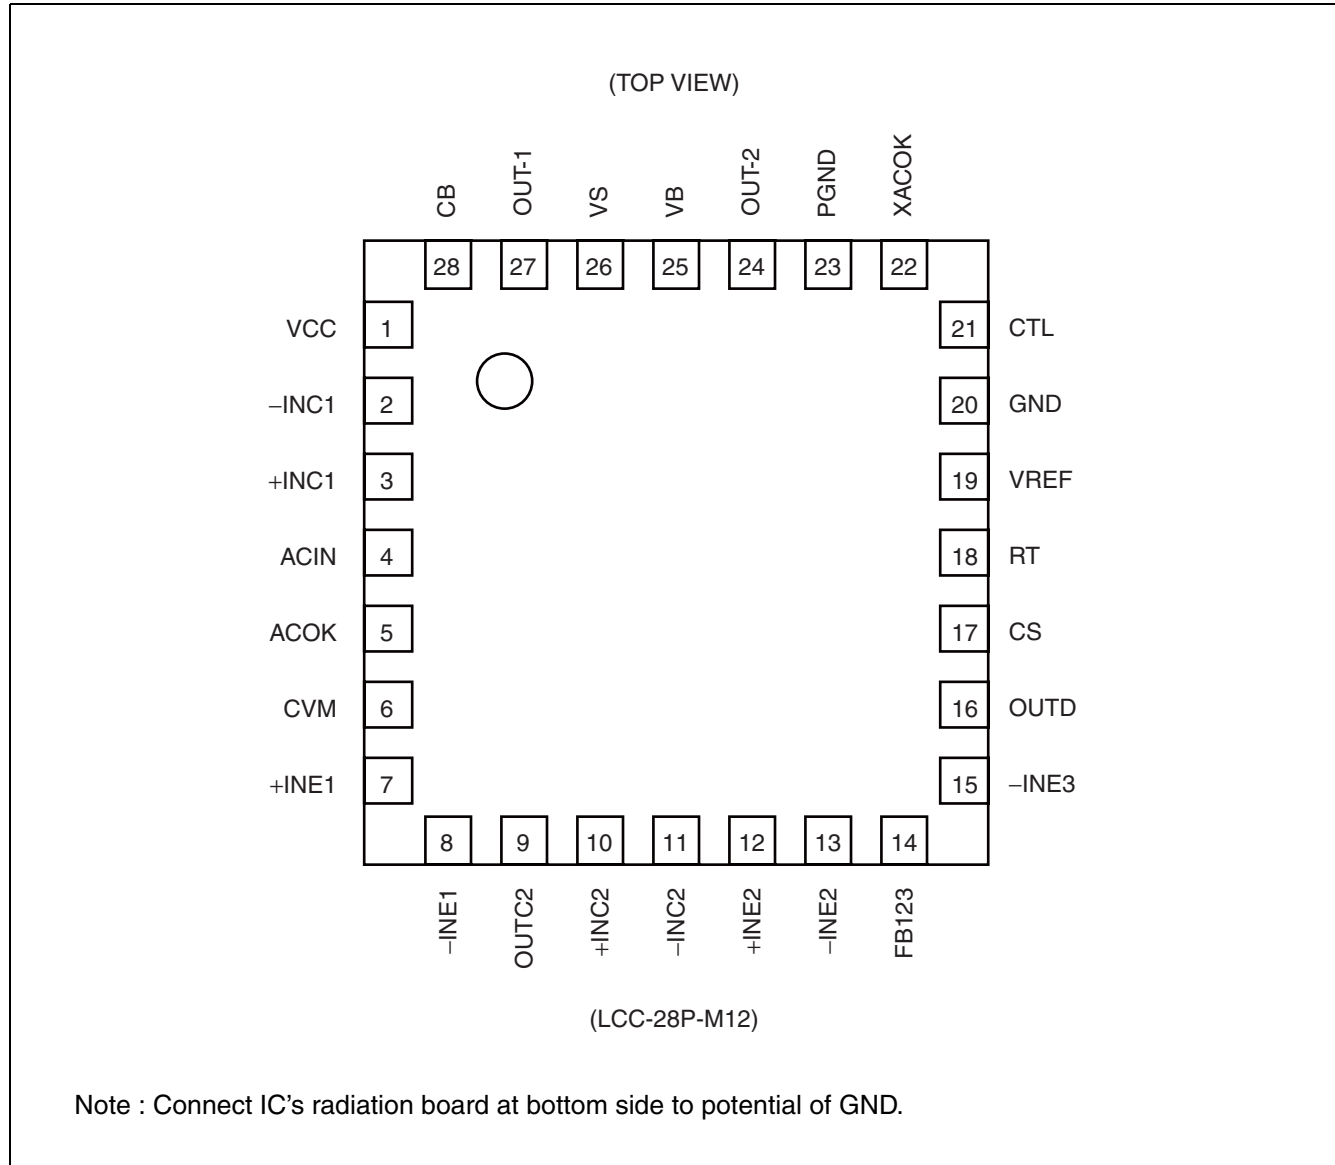 (TOP VIEW)
CB OUT-1 VS VB OUT-2 PGND XACOK
28 27 26 25 24 23 22
VCC 1 21 CTL
−INC1 2 20 GND
+INC1 3 19 VREF
ACIN 4 18 RT
ACOK 5 17 CS
CVM 6 16 OUTD
+INE1 7 15 −INE3
8 9 10 11 12 13 14
−INE1 OUTC2 +INC2 −INC2 +INE2 −INE2 FB123
(LCC-28P-M12)
Note : Connect IC’s radiation board at bottom side to potential of GND.